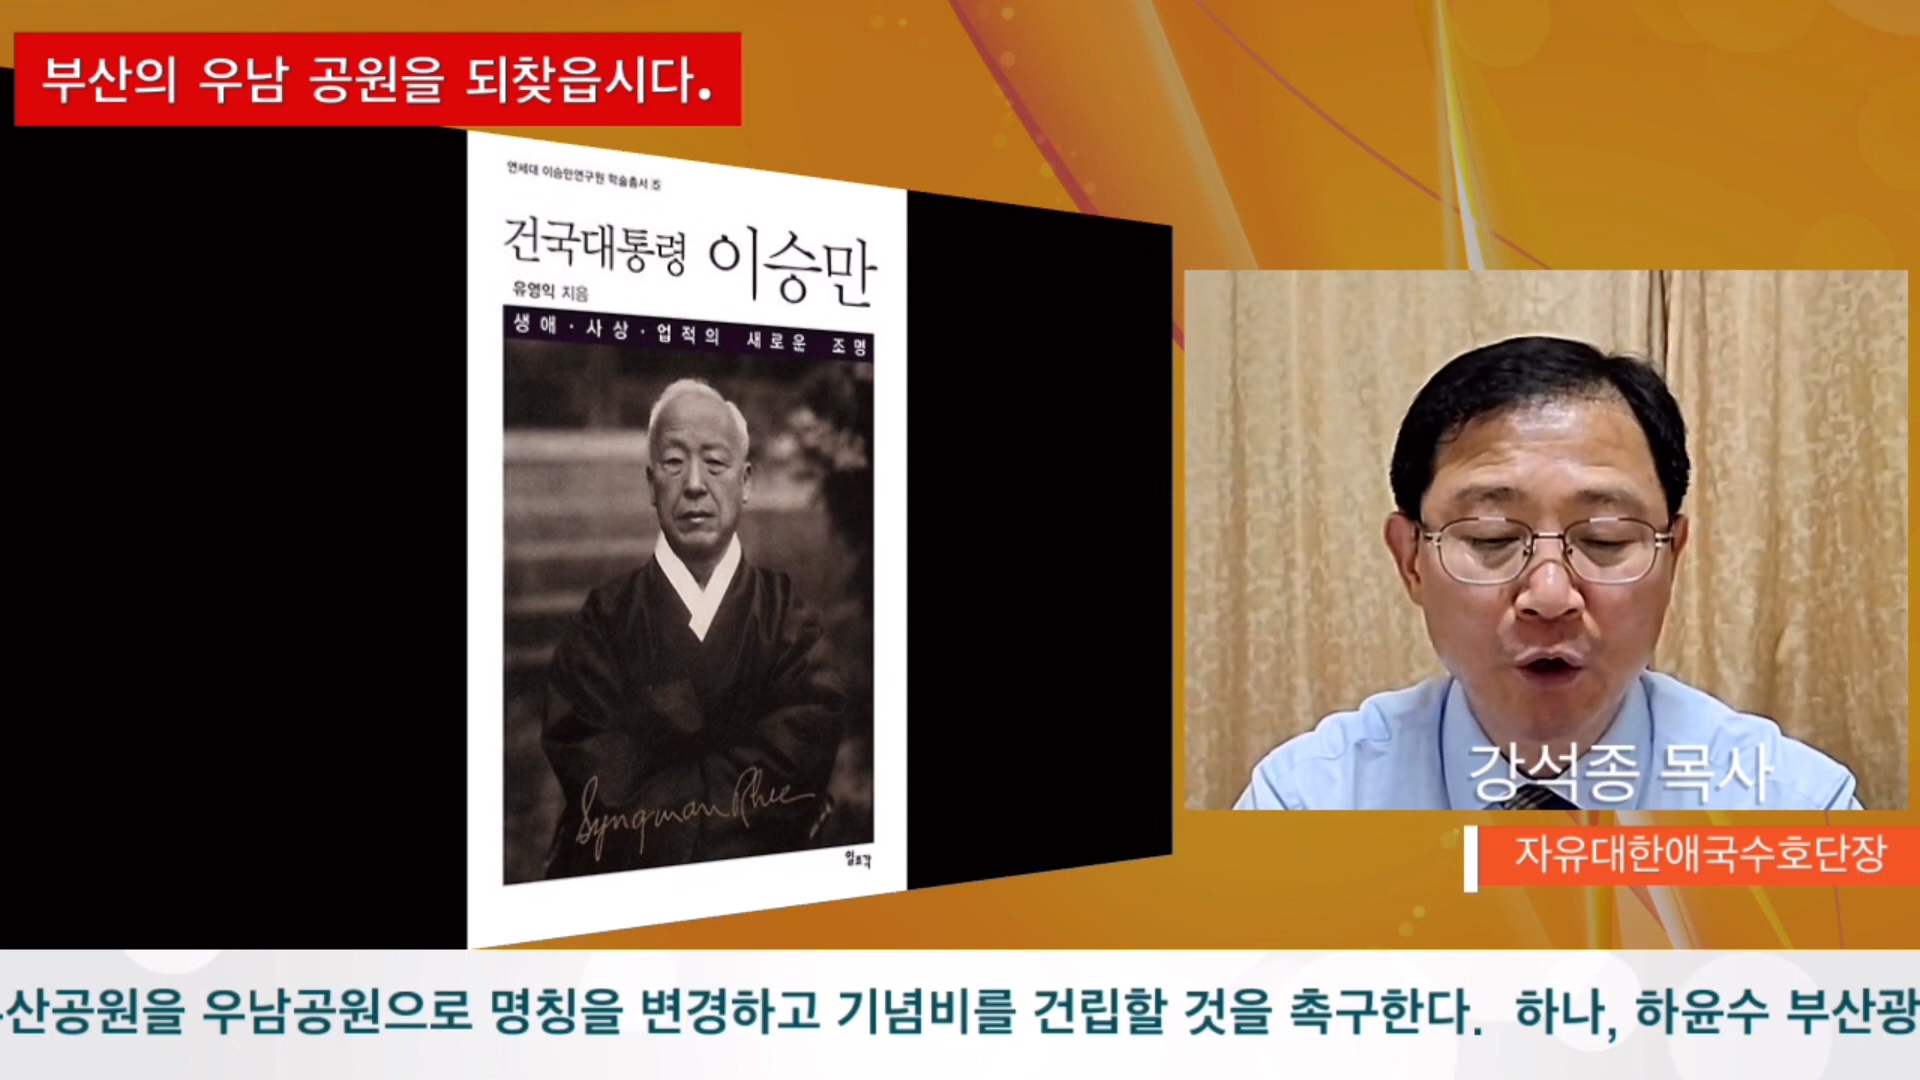 부산의 우남 공원을 되찾읍시다.
연세대 이승만연구원 학술총서 5
건국대통령 이승만
유영익 지음
생애·사상·업적의 새로운 조명
Syngman Rhee
일조각
강석종 목사
자유대한애국수호단장
산공원을 우남공원으로 명칭을 변경하고 기념비를 건립할 것을 촉구한다. 하나, 하윤수 부산광